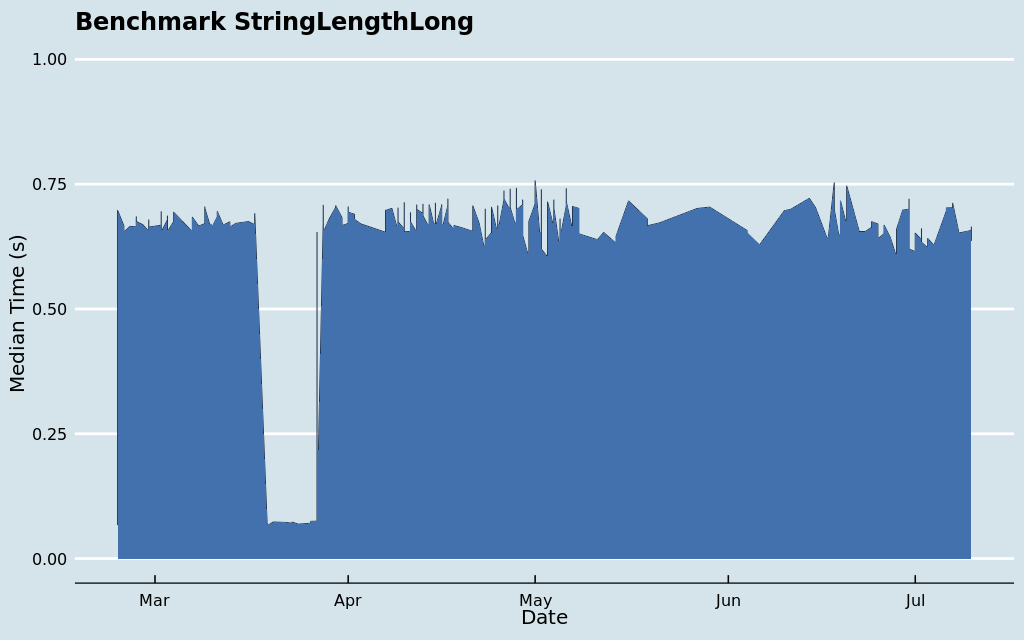 Benchmark StringLengthLong
1.00
0.75
0.50
0.25
0.00
Median Time (s)
Mar Apr May Jun Jul
Date